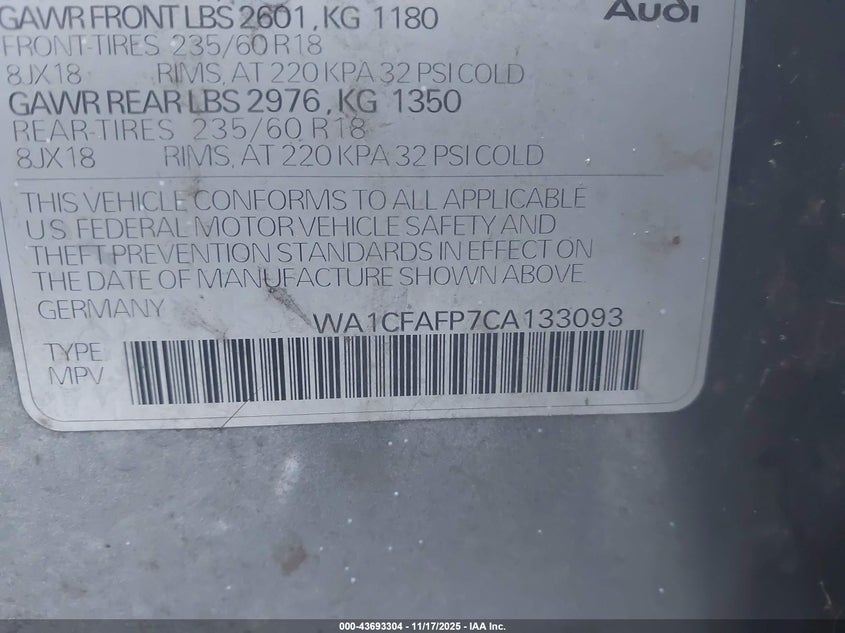 GAWR FRONT LBS 2601, KG 1180
Audi
FRONT-TIRES 235/60 R18
8JX18 RIMS, AT 220 KPA 32 PSI COLD
GAWR REAR LBS 2976, KG 1350
REAR-TIRES 235/60 R18
8JX18 RIMS, AT 220 KPA 32 PSI COLD
THIS VEHICLE CONFORMS TO ALL APPLICABLE
U.S. FEDERAL MOTOR VEHICLE SAFETY AND
THEFT PREVENTION STANDARDS IN EFFECT ON
THE DATE OF MANUFACTURE SHOWN ABOVE.
GERMANY
WA1CFAFP7CA133093
TYPE:
MPV
000-43693304 — 11/17/2025 — IAA Inc.